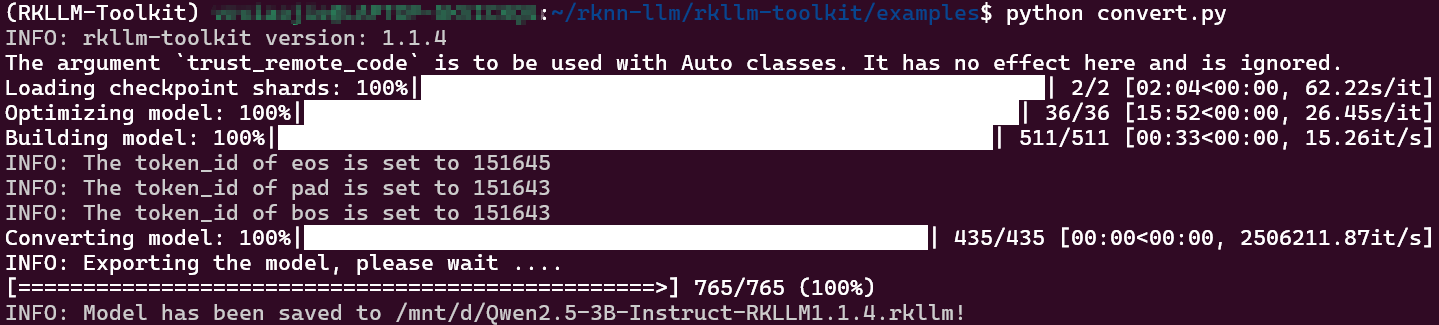 (RKLLM-Toolkit) :~/rknn-llm/rkllm-toolkit/examples$ python convert.py
INFO: rkllm-toolkit version: 1.1.4
The argument `trust_remote_code` is to be used with Auto classes. It has no effect here and is ignored.
Loading checkpoint shards: 100%| | 2/2 [02:04<00:00, 62.22s/it]
Optimizing model: 100%| | 36/36 [15:52<00:00, 26.45s/it]
Building model: 100%| | 511/511 [00:33<00:00, 15.26it/s]
INFO: The token_id of eos is set to 151645
INFO: The token_id of pad is set to 151643
INFO: The token_id of bos is set to 151643
Converting model: 100%| | 435/435 [00:00<00:00, 2506211.87it/s]
INFO: Exporting the model, please wait ....
[=================================================>] 765/765 (100%)
INFO: Model has been saved to /mnt/d/Qwen2.5-3B-Instruct-RKLLM1.1.4.rkllm!